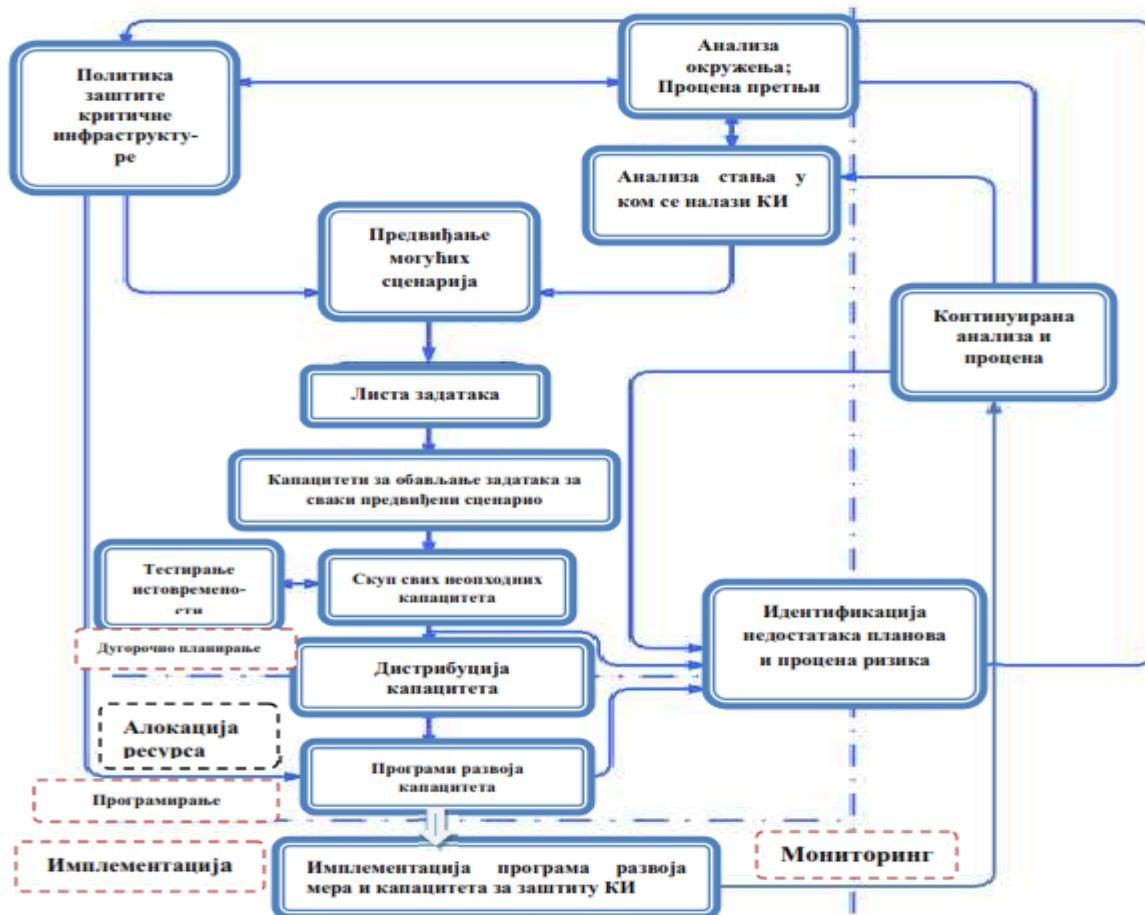 Политика
заштите
критичне
инфраструкту-
ре
Анализа
окружења;
Процена претњи
Анализа стања у
ком се налази КИ
Предвиђање
могућих
сценарија
Континуирана
анализа и
процена
Листа задатака
Капацитети за обављање задатака за
сваки предвиђени сценарио
Тестирање
истовремено-
сти
Скуп свих неопходних
капацитета
Идентификација
недостатака планова
и процена ризика
Дугорочно планирање
Дистрибуција
капацитета
Алокација
ресурса
Програми развоја
капацитета
Програмирање
Имплементација
Имплементација програма развоја
мера и капацитета за заштиту КИ
Мониторинг